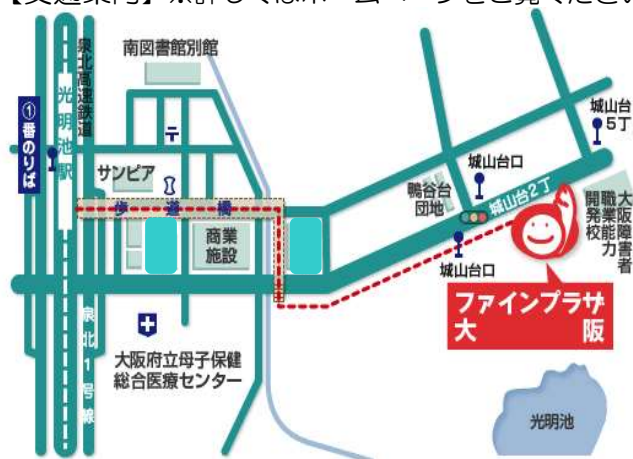 【交通案内】※詳しくはホームページをご覧ください
南図書館別館
泉北高速鉄道
光明池駅
①番のりば
〒
サンピア
歩道橋
商業
施設
泉北1号線
大阪府立母子保健
総合医療センター
城山台
5丁
城山台口
鴨谷台
団地
城山台2丁
城山台口
大阪障害者
職業能力
開発校
ファインプラザ
大阪
光明池